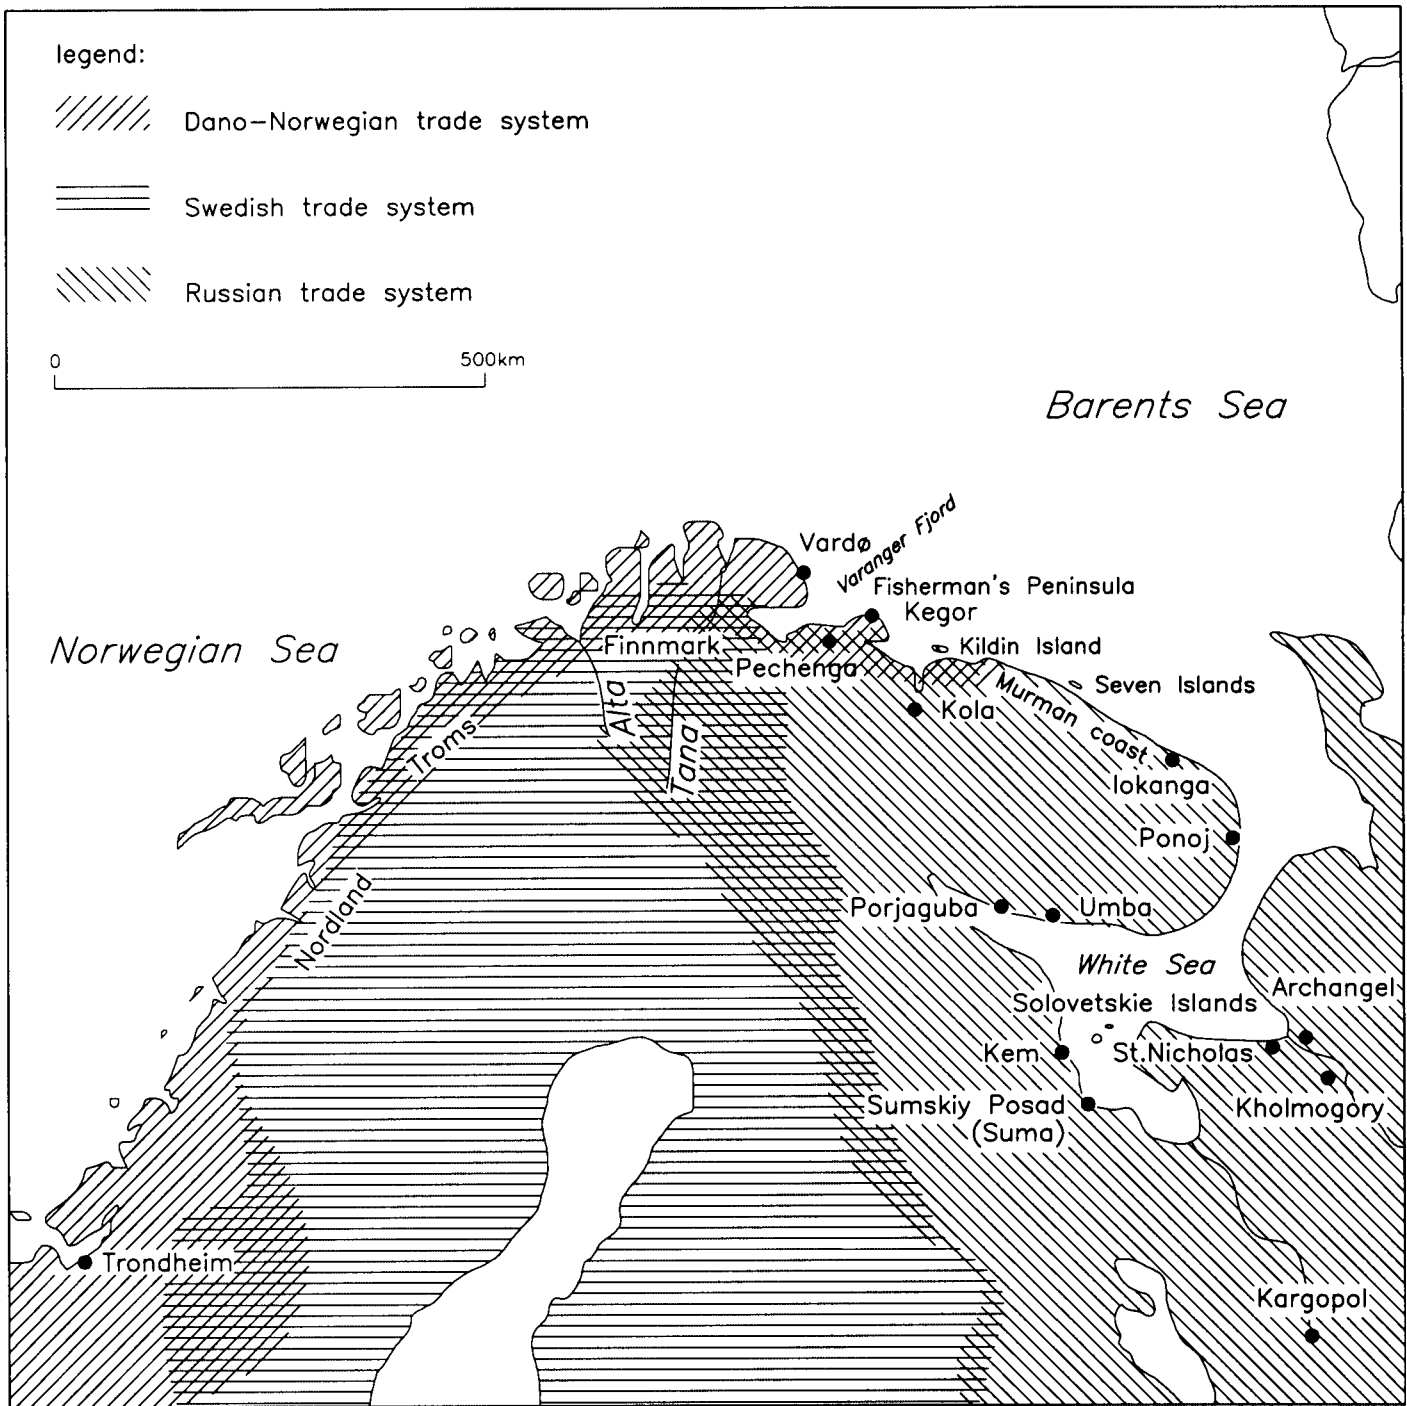 legend:
Dano-Norwegian trade system
Swedish trade system
Russian trade system
0 500km
Barents Sea
Norwegian Sea
Vardø
Varanger Fjord
Fisherman's Peninsula
Kegor
Finnmark
Kildin Island
Pechenga
Seven Islands
Murman coast
Kola
Alta
Tana
Troms
Iokanga
Ponoj
Nordland
Porjaguba
Umba
White Sea
Archangel
Solovetskie Islands
Kem
St.Nicholas
Sumskiy Posad
(Suma)
Kholmogory
Trondheim
Kargopol